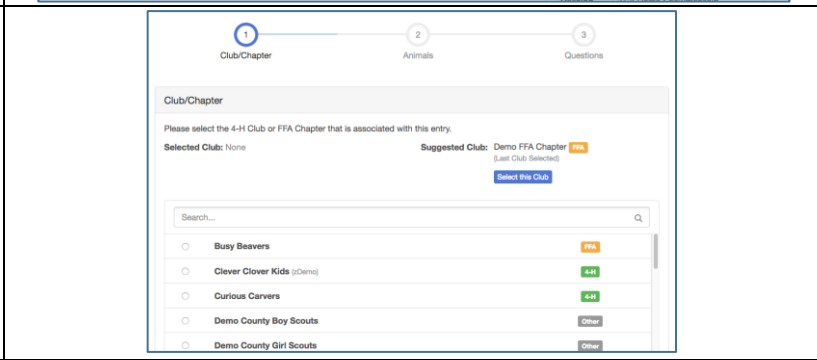 1
2
3
Club/Chapter
Animals
Questions
Club/Chapter
Please select the 4-H Club or FFA Chapter that is associated with this entry.
Selected Club: None
Suggested Club: Demo FFA Chapter FFA
(Last Club Selected)
Select this Club
Search...
Busy Beavers FFA
Clever Clover Kids (zDemo) 4-H
Curious Carvers 4-H
Demo County Boy Scouts Other
Demo County Girl Scouts Other